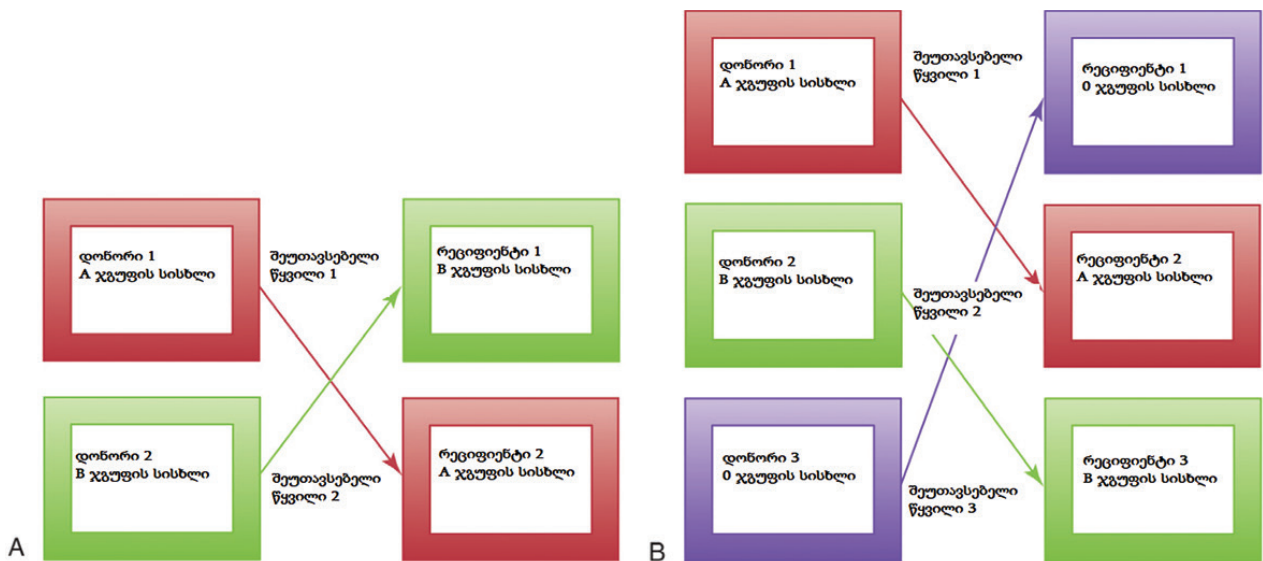 დონორი 1
A ჯგუფის სისხლი
შეუთავსებელი
წყვილი 1
რეციფიენტი 1
B ჯგუფის სისხლი
დონორი 2
B ჯგუფის სისხლი
შეუთავსებელი
წყვილი 2
რეციფიენტი 2
A ჯგუფის სისხლი
A
დონორი 1
A ჯგუფის სისხლი
შეუთავსებელი
წყვილი 1
რეციფიენტი 1
0 ჯგუფის სისხლი
დონორი 2
B ჯგუფის სისხლი
შეუთავსებელი
წყვილი 2
რეციფიენტი 2
A ჯგუფის სისხლი
დონორი 3
0 ჯგუფის სისხლი
შეუთავსებელი
წყვილი 3
რეციფიენტი 3
B ჯგუფის სისხლი
B